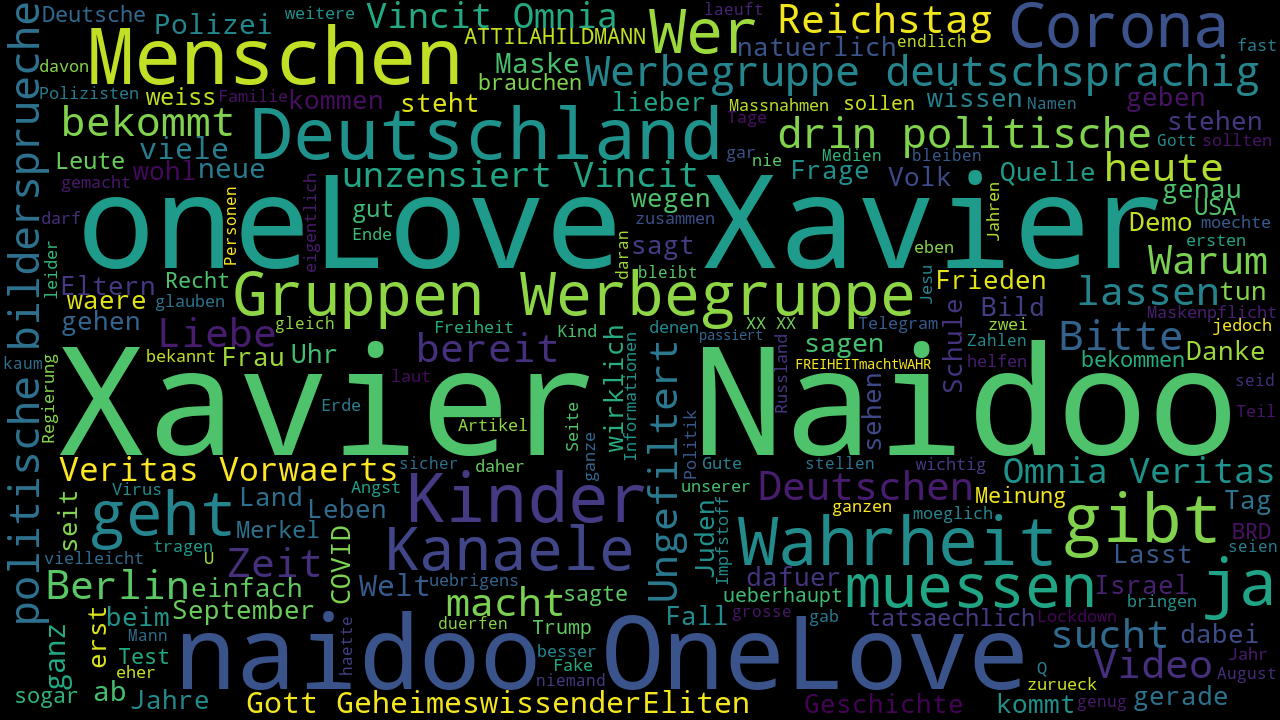 Deutsche
weitere
Vincit Omnia
laeuft
Reichstag
Corona
Polizei
ATTILAHILDMANN
Wer
natuerlich
endlich
fast
Menschen
davon
Maske
brauchen
Werbegruppe deutschsprachig
Polizisten
weiss
Familie
kommen
steht
lieber
Massnahmen
sollen
wissen
Namen
geben
bekommt
Deutschland
Tage
drin politische
stehen
Gott
sollten
viele
Leute
wohl
neue
unzensiert Vincit
gar
nie
Medien
bleiben
Frage
Volk
Quelle
heute
gemacht
genau
darf
Personen
eigentlich
gut
Ende
oneLove Xavier
wegen
zusammen
sagt
daran
eben
Jahren
Demo
USA
moechte
ersten
Warum
leider
Eltern
Recht
bleibt
Jesu
Frieden
waere
glauben
Gruppen Werbegruppe
Bild
lassen
tun
Maskenpflicht
gehen
Liebe
gleich
Freiheit
Kind
denen
XX XX
Telegram
zwei
Bitte
jedoch
passiert
kaum
bekannt
Frau
Uhr
bereit
wirklich
Informationen
sagen
Schule
Zahlen
bekommen
Danke
Regierung
laut
Russland
FREIHEITmachtWAHR
helfen
seid
Xavier Naidoo
Erde
Artikel
Seite
ganze
Ungefiltert
Politik
sehen
Teil
politischer bildersprueche
Veritas Vorwaerts
sicher
daher
Gute
stellen
wichtig
Omnia Veritas
seit
Virus
Land
Angst
Leben
Kinder
unserer
Deutschen
Meinung
Tag
geht
Merkel
Juden
Impfstoff
ganzen
moeglich
gibt
BRD
tragen
COVID
Kanaele
Wahrheit
Lasst
seien
vielleicht
U
Zeit
Berlin
einfach
Welt
uebrigens
dafuer
ueberhaupt
muessen
Israel
bringen
ja
September
macht
sagte
grosse
gab
tatsaechlich
Lockdown
beim
Fall
duerfen
Trump
sucht
dabei
ganz
erst
Mann
Test
eher
haette
naidoo OneLove
besser
Fake
niemand
Q
Video
Jahr
August
zurueck
sogar
ab
Jahre
Gott GeheimeswissenderEliten
Geschichte
kommt
genug
gerade